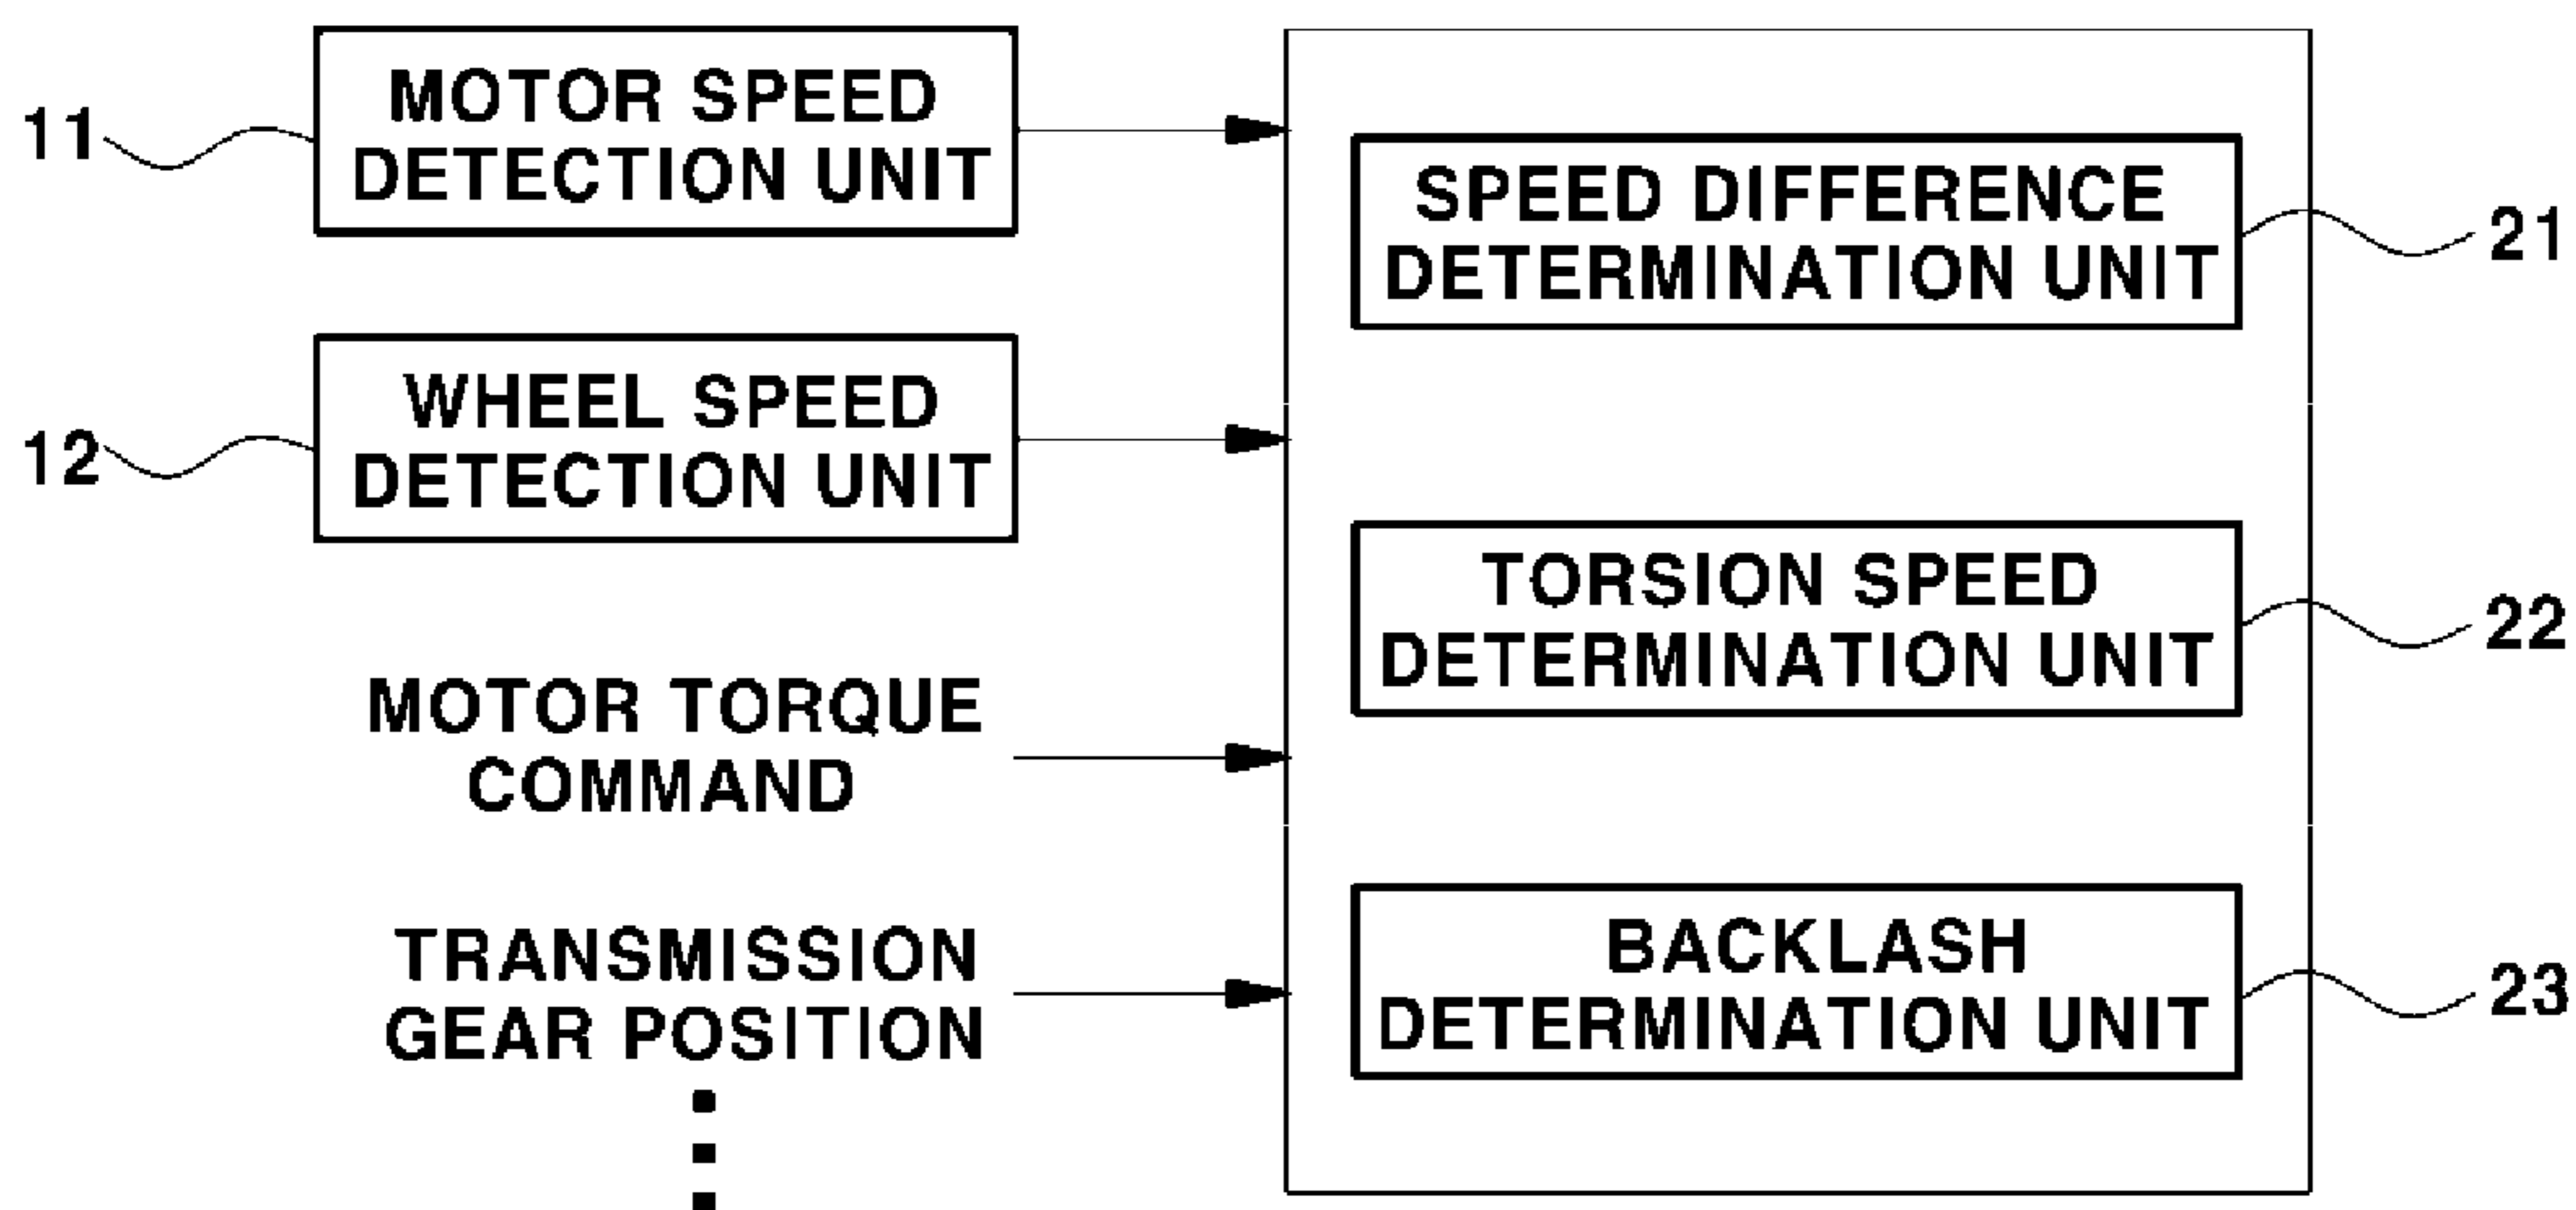 11
MOTOR SPEED
DETECTION UNIT
12
WHEEL SPEED
DETECTION UNIT
MOTOR TORQUE
COMMAND
TRANSMISSION
GEAR POSITION
SPEED DIFFERENCE
DETERMINATION UNIT
21
TORSION SPEED
DETERMINATION UNIT
22
BACKLASH
DETERMINATION UNIT
23